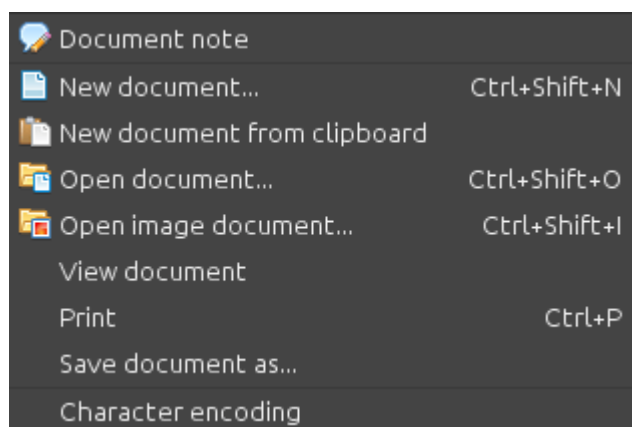 Document note
New document... Ctrl+Shift+N
New document from clipboard
Open document... Ctrl+Shift+O
Open image document... Ctrl+Shift+I
View document
Print Ctrl+P
Save document as...
Character encoding